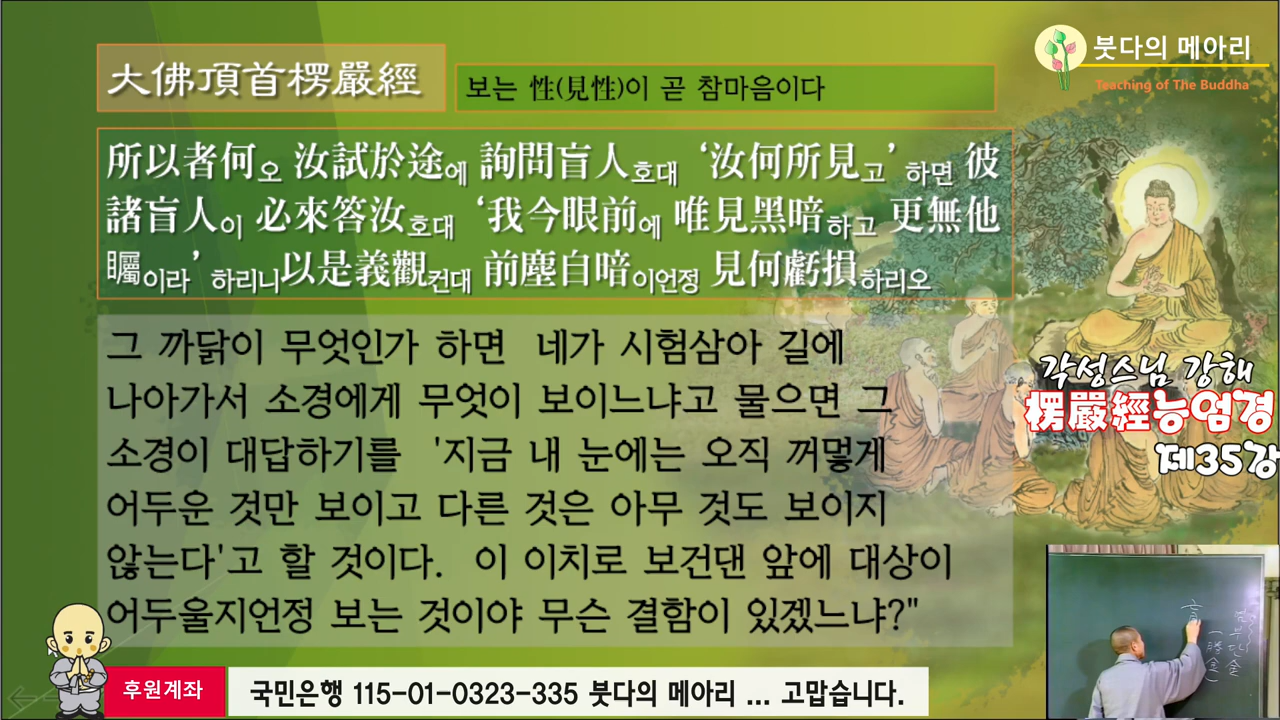 大佛頂首楞嚴經
보는 性(見性)이 곧 참마음이다
붓다의 메아리
Teaching of The Buddha
所以者何오 汝試於途에 詢問盲人호대 ‘汝何所見고’하면 彼
諸盲人이 必來答汝호대 ‘我今眼前에 唯見黑暗하고 更無他
矚이라’ 하리니以是義觀컨대 前塵自暗이언정 見何虧損하리오
그 까닭이 무엇인가 하면 네가 시험삼아 길에
나아가서 소경에게 무엇이 보이느냐고 물으면 그
소경이 대답하기를 '지금 내 눈에는 오직 꺼멓게
어두운 것만 보이고 다른 것은 아무 것도 보이지
않는다'고 할 것이다. 이 이치로 보건댄 앞에 대상이
어두울지언정 보는 것이야 무슨 결함이 있겠느냐?"
각성스님 강해
楞嚴經능엄경
제35강
후원계좌
국민은행 115-01-0323-335 붓다의 메아리 ... 고맙습니다.